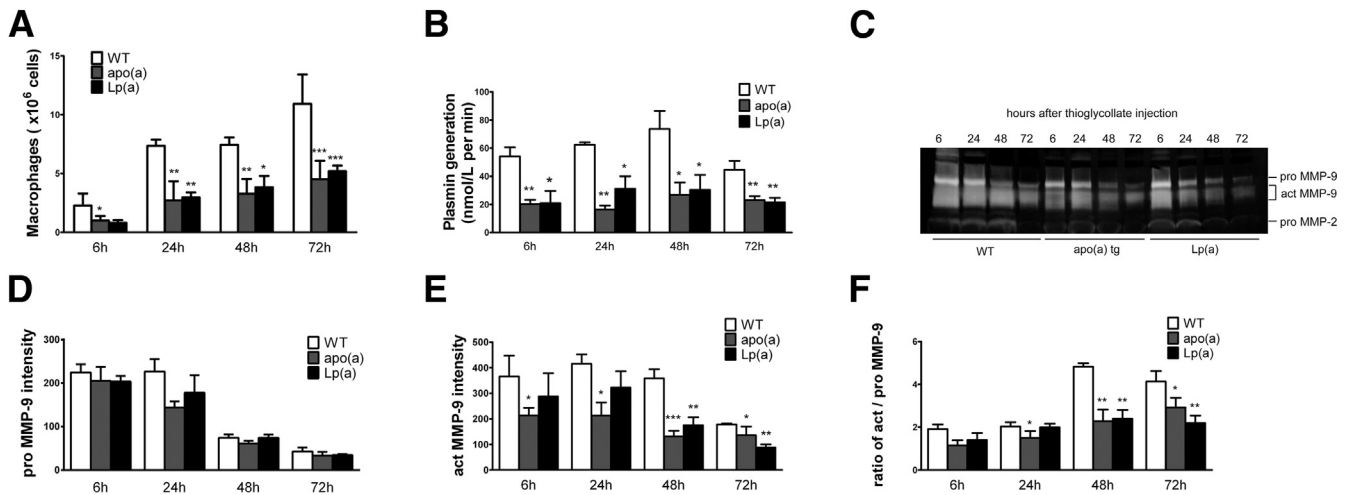 A
Macrophages ( x10⁶ cells)
15
10
5
0
WT
apo(a)
Lp(a)
*
**
**
**
*
***
***
6h
24h
48h
72h
B
Plasmin generation
(nmol/L per min)
100
80
60
40
20
0
WT
apo(a)
Lp(a)
**
*
**
*
*
*
**
**
6h
24h
48h
72h
C
hours after thioglycollate injection
6 24 48 72 6 24 48 72 6 24 48 72
pro MMP-9
act MMP-9
pro MMP-2
WT apo(a) tg Lp(a)
D
pro MMP-9 intensity
300
200
100
0
WT
apo(a)
Lp(a)
6h
24h
48h
72h
E
act MMP-9 intensity
500
400
300
200
100
0
WT
apo(a)
Lp(a)
*
*
***
**
*
**
6h
24h
48h
72h
F
ratio of act / pro MMP-9
6
4
2
0
WT
apo(a)
Lp(a)
*
**
**
*
**
6h
24h
48h
72h